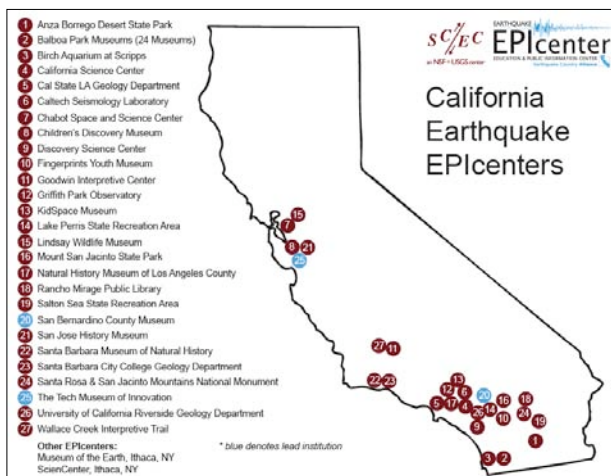 1 Anza Borrego Desert State Park
2 Balboa Park Museums (24 Museums)
3 Birch Aquarium at Scripps
4 California Science Center
5 Cal State LA Geology Department
6 Caltech Seismology Laboratory
7 Chabot Space and Science Center
8 Children's Discovery Museum
9 Discovery Science Center
10 Fingerprints Youth Museum
11 Goodwin Interpretive Center
12 Griffith Park Observatory
13 KidSpace Museum
14 Lake Perris State Recreation Area
15 Lindsay Wildlife Museum
16 Mount San Jacinto State Park
17 Natural History Museum of Los Angeles County
18 Rancho Mirage Public Library
19 Salton Sea State Recreation Area
20 San Bernardino County Museum
21 San Jose History Museum
22 Santa Barbara Museum of Natural History
23 Santa Barbara City College Geology Department
24 Santa Rosa & San Jacinto Mountains National Monument
25 The Tech Museum of Innovation
26 University of California Riverside Geology Department
27 Wallace Creek Interpretive Trail
Other EPIcenters:
Museum of the Earth, Ithaca, NY
ScienCenter, Ithaca, NY
* blue denotes lead institution
SC/EC
an NSF+USGS center
EARTHQUAKE
EPIcenter
EDUCATION & PUBLIC INFORMATION CENTER
Earthquake Country Alliance
California
Earthquake
EPIcenters
15
7
8 21
25
27 11
22 23
13
12 6 20 18
5 17 4 26 14 16 24
9 10 19
1
3 2